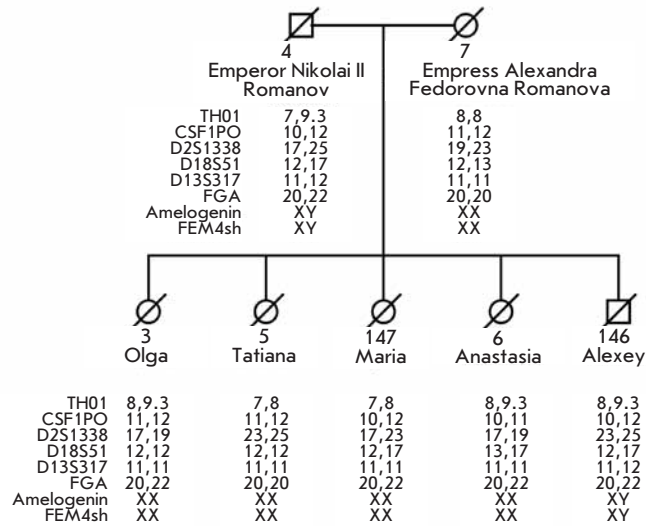 4 7
Emperor Nikolai II Empress Alexandra
Romanov Fedorovna Romanova
TH01 7,9.3 8,8
CSF1PO 10,12 11,12
D2S1338 17,25 19,23
D18S51 12,17 12,13
D13S317 11,12 11,11
FGA 20,22 20,20
Amelogenin XY XX
FEM4sh XY XX
3 5 147 6 146
Olga Tatiana Maria Anastasia Alexey
TH01 8,9.3 7,8 7,8 8,9.3 8,9.3
CSF1PO 11,12 11,12 10,12 10,11 10,12
D2S1338 17,19 23,25 17,23 17,19 23,25
D18S51 12,12 12,12 12,17 13,17 12,17
D13S317 11,11 11,11 11,11 11,11 11,12
FGA 20,22 20,20 20,22 20,22 20,22
Amelogenin XX XX XX XX XY
FEM4sh XX XX XX XX XY